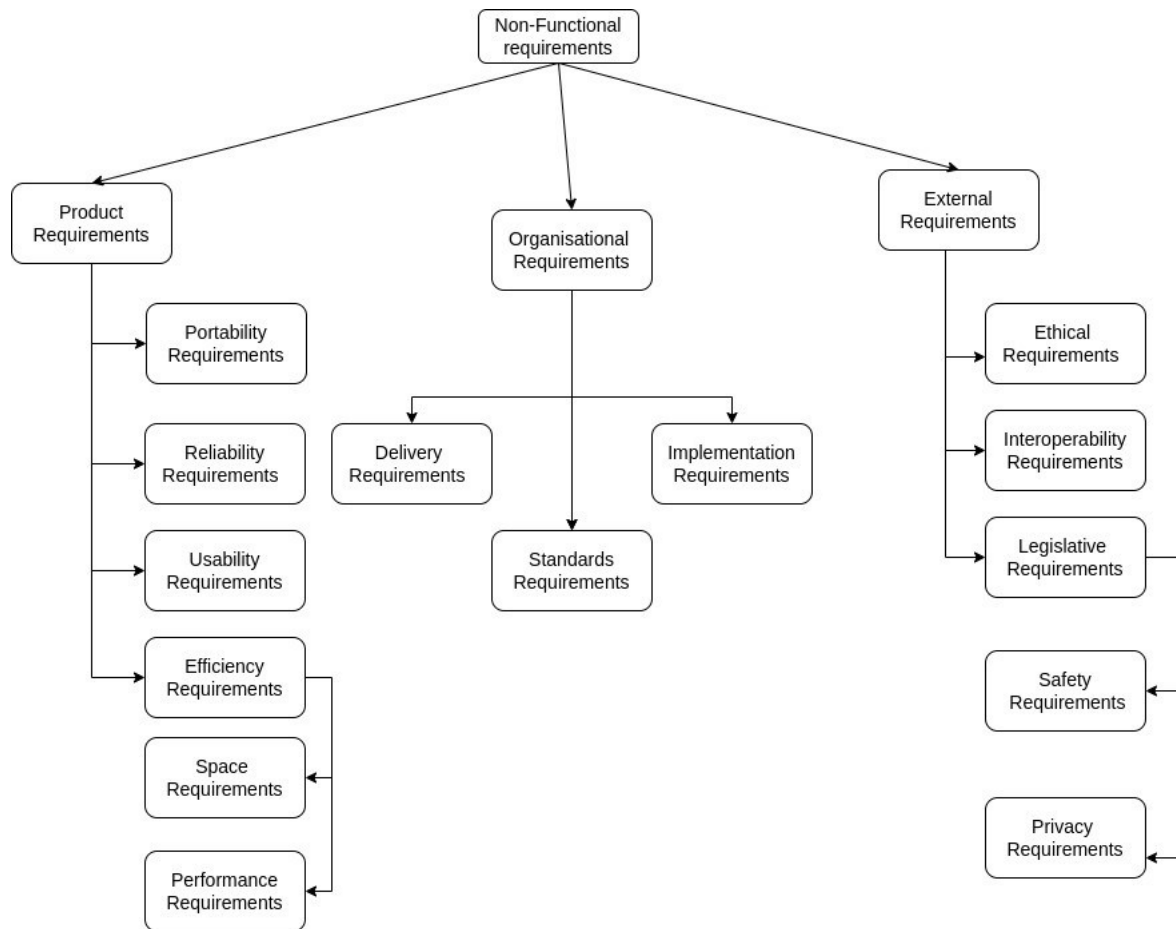 Non-Functional
requirements
Product
Requirements
Organisational
Requirements
External
Requirements
Portability
Requirements
Reliability
Requirements
Usability
Requirements
Efficiency
Requirements
Space
Requirements
Performance
Requirements
Delivery
Requirements
Implementation
Requirements
Standards
Requirements
Ethical
Requirements
Interoperability
Requirements
Legislative
Requirements
Safety
Requirements
Privacy
Requirements